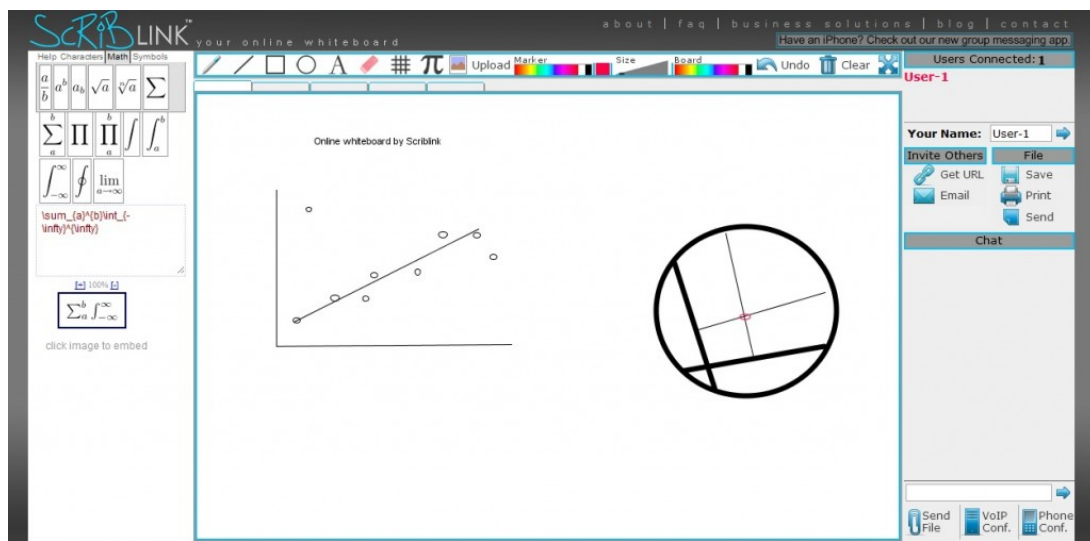 about | faq | business solutions | blog | contact
SCRIBLINK™
your online whiteboard
Have an iPhone? Check out our new group messaging app.
Help Characters Math Symbols
a/b a^b a_b √a ⁿ√a ∑
∑ a b ∏ ∏ a b ∫ ∫ a b
∫ -∞ ∞ ∮ lim a→∞
\sum_{a}^{b}\int_{-
\infty}^{\infty}
[-] 100% [+]
∑ a b ∫ -∞ ∞
click image to embed
A π Upload Marker Size Board Undo Clear
Online whiteboard by Scriblink
Users Connected: 1
User-1
Your Name: User-1
Invite Others File
Get URL Save
Email Print
Send
Chat
Send File
VoIP Conf.
Phone Conf.